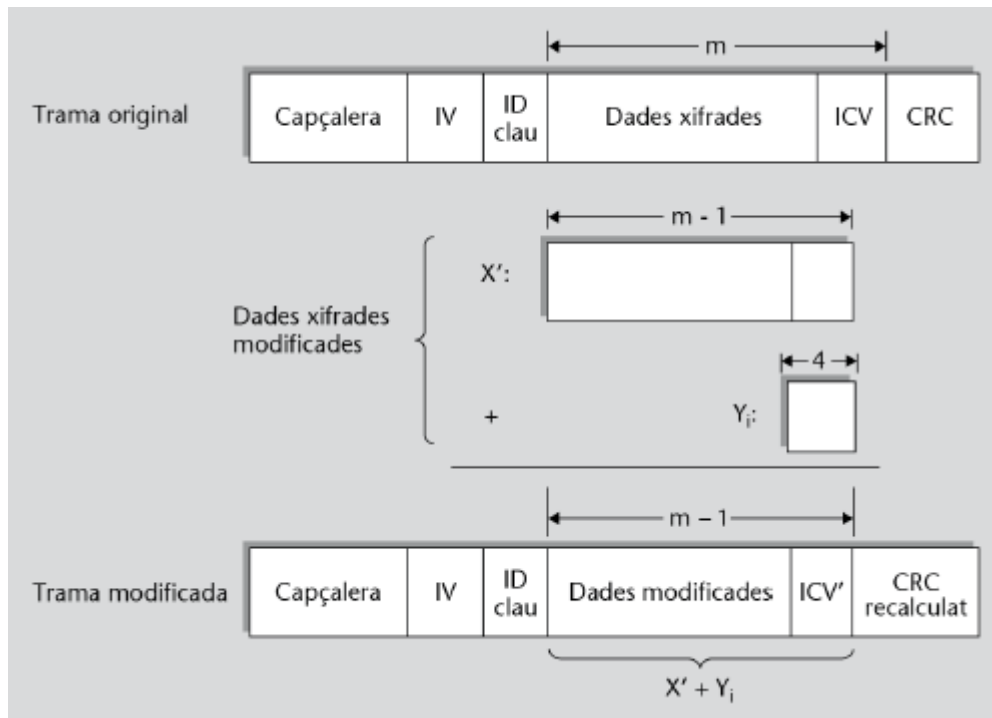 m
Trama original
Capçalera
IV
ID
clau
Dades xifrades
ICV
CRC
m - 1
X':
Dades xifrades
modificades
4
+
Yi:
m – 1
Trama modificada
Capçalera
IV
ID
clau
Dades modificades
ICV'
CRC
recalculat
X' + Yi